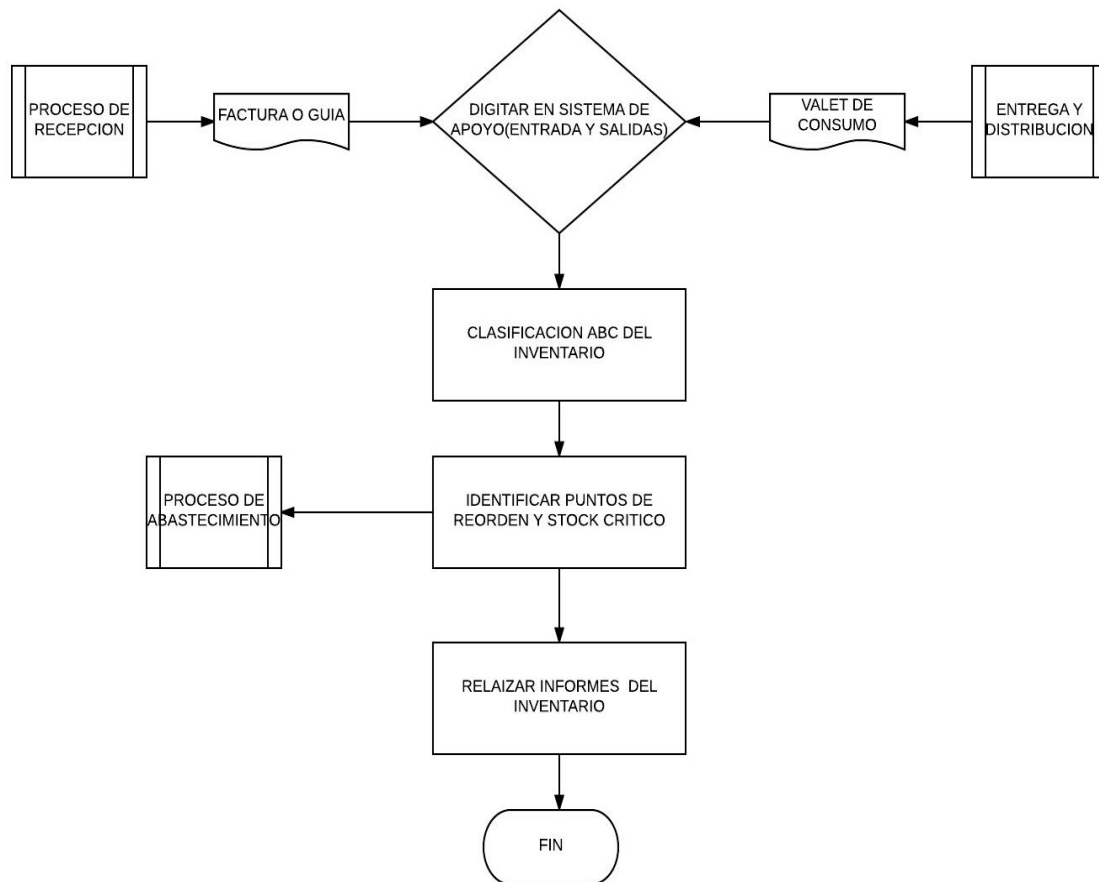 PROCESO DE
RECEPCION
FACTURA O GUIA
DIGITAR EN SISTEMA DE
APOYO(ENTRADA Y SALIDAS)
VALET DE
CONSUMO
ENTREGA Y
DISTRIBUCION
CLASIFICACION ABC DEL
INVENTARIO
PROCESO DE
ABASTECIMIENTO
IDENTIFICAR PUNTOS DE
REORDEN Y STOCK CRITICO
RELAIZAR INFORMES  DEL
INVENTARIO
FIN